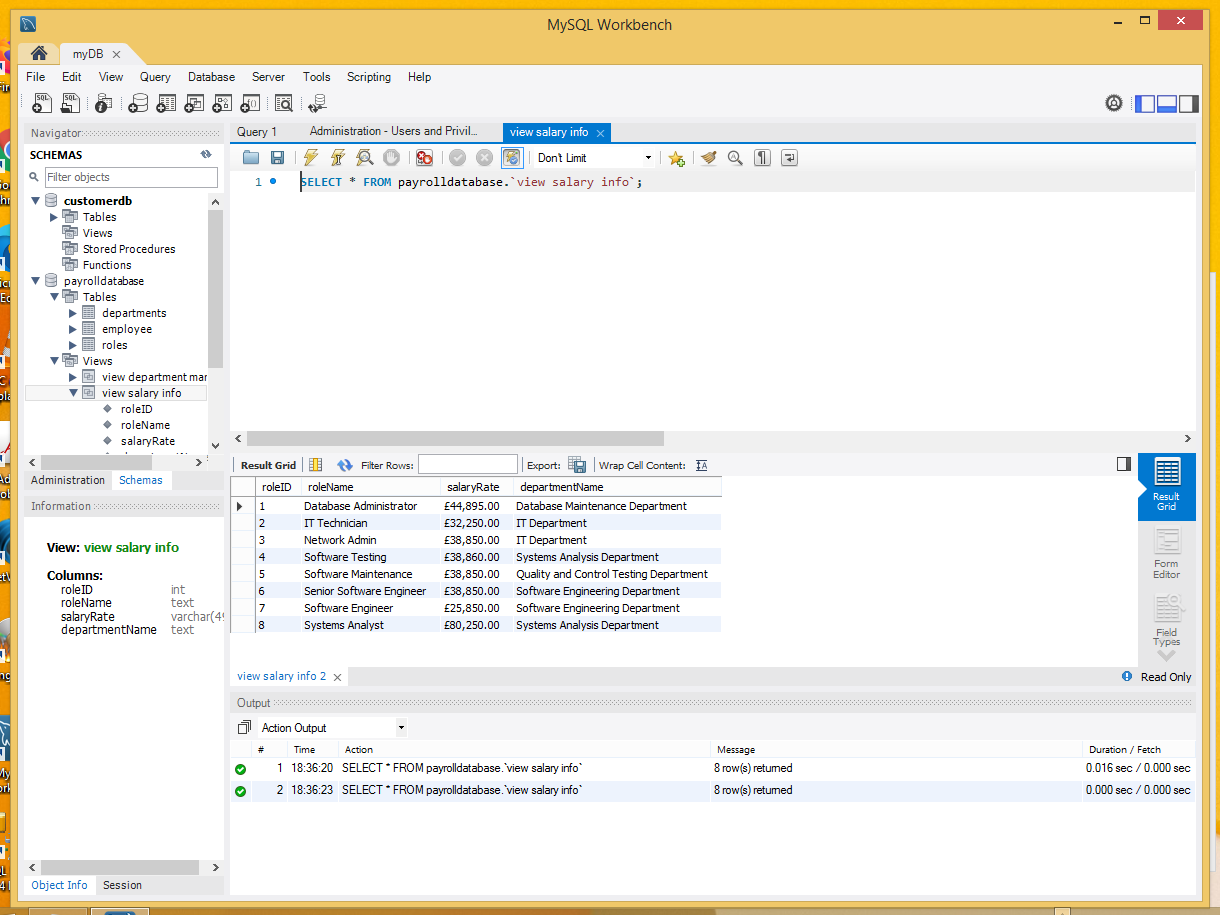 MySQL Workbench
myDB
File Edit View Query Database Server Tools Scripting Help
Navigator
SCHEMAS
Filter objects
customerdb
Tables
Views
Stored Procedures
Functions
payrolldatabase
Tables
departments
employee
roles
Views
view department mar
view salary info
roleID
roleName
salaryRate
Administration Schemas
Information
View: view salary info
Columns:
roleID int
roleName text
salaryRate varchar(49
departmentName text
Object Info Session
Query 1 Administration - Users and Privil... view salary info
Don't Limit
1 SELECT * FROM payrolldatabase.`view salary info`;
Result Grid Filter Rows: Export: Wrap Cell Content:
roleID roleName salaryRate departmentName
1 Database Administrator £44,895.00 Database Maintenance Department
2 IT Technician £32,250.00 IT Department
3 Network Admin £38,850.00 IT Department
4 Software Testing £38,860.00 Systems Analysis Department
5 Software Maintenance £38,850.00 Quality and Control Testing Department
6 Senior Software Engineer £38,850.00 Software Engineering Department
7 Software Engineer £25,850.00 Software Engineering Department
8 Systems Analyst £80,250.00 Systems Analysis Department
Result
Grid
Form
Editor
Field
Types
view salary info 2
Read Only
Output
Action Output
# Time Action Message Duration / Fetch
1 18:36:20 SELECT * FROM payrolldatabase.`view salary info` 8 row(s) returned 0.016 sec / 0.000 sec
2 18:36:23 SELECT * FROM payrolldatabase.`view salary info` 8 row(s) returned 0.000 sec / 0.000 sec